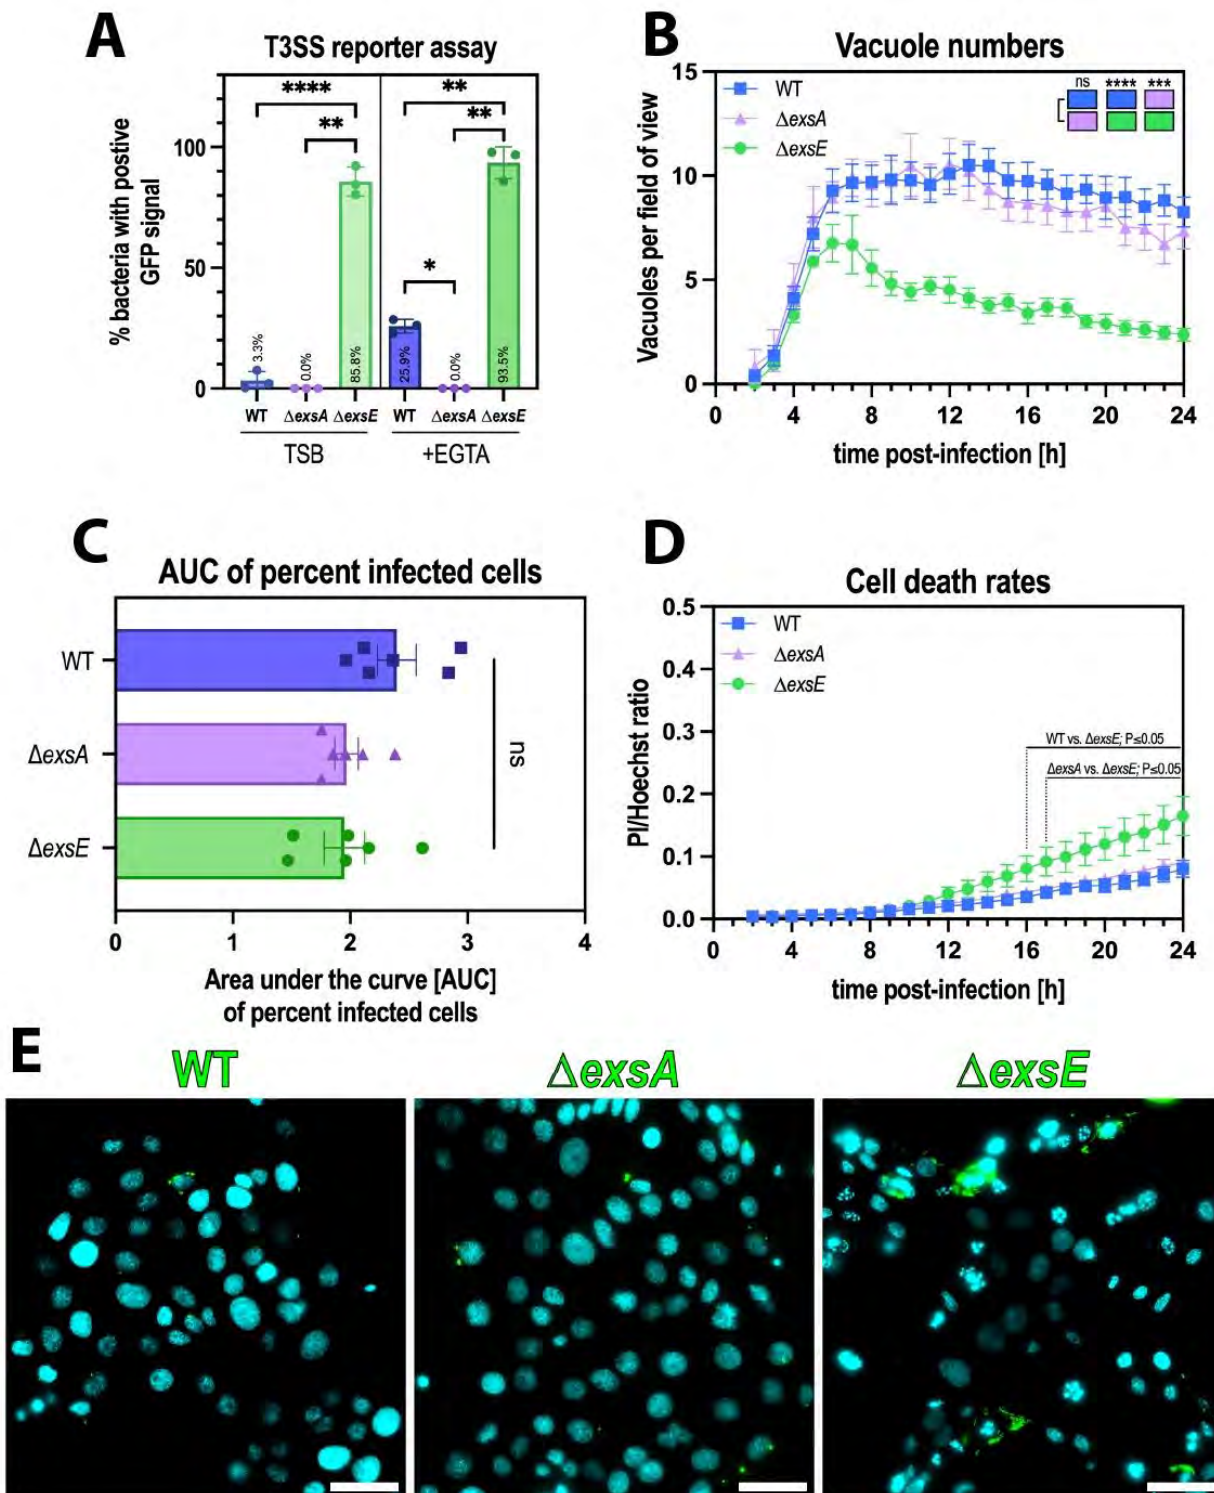 A
T3SS reporter assay
% bacteria with postive
GFP signal
100
50
0
****
**
**
**
*
3.3%
0.0%
85.8%
25.9%
0.0%
93.5%
WT
ΔexsA
ΔexsE
WT
ΔexsA
ΔexsE
TSB
+EGTA
B
Vacuole numbers
Vacuoles per field of view
15
10
5
0
WT
ΔexsA
ΔexsE
ns **** ***
0 4 8 12 16 20 24
time post-infection [h]
C
AUC of percent infected cells
WT
ΔexsA
ΔexsE
ns
0 1 2 3 4
Area under the curve [AUC]
of percent infected cells
D
Cell death rates
PI/Hoechst ratio
0.5
0.4
0.3
0.2
0.1
0.0
WT
ΔexsA
ΔexsE
WT vs. ΔexsE; P≤0.05
ΔexsA vs. ΔexsE; P≤0.05
0 4 8 12 16 20 24
time post-infection [h]
E
WT
ΔexsA
ΔexsE